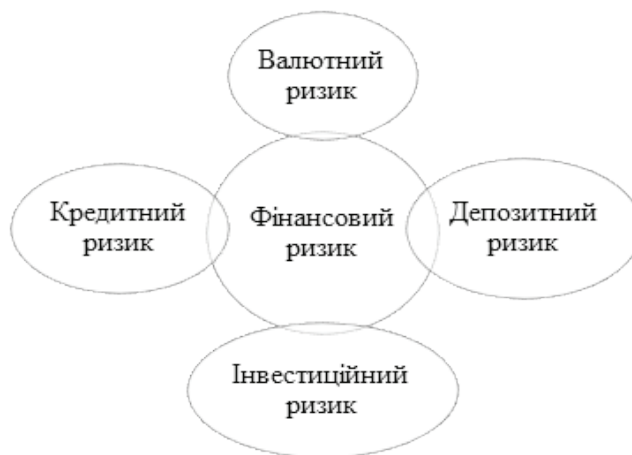 Валютний
ризик
Кредитний
ризик
Фінансовий
ризик
Депозитний
ризик
Інвестиційний
ризик